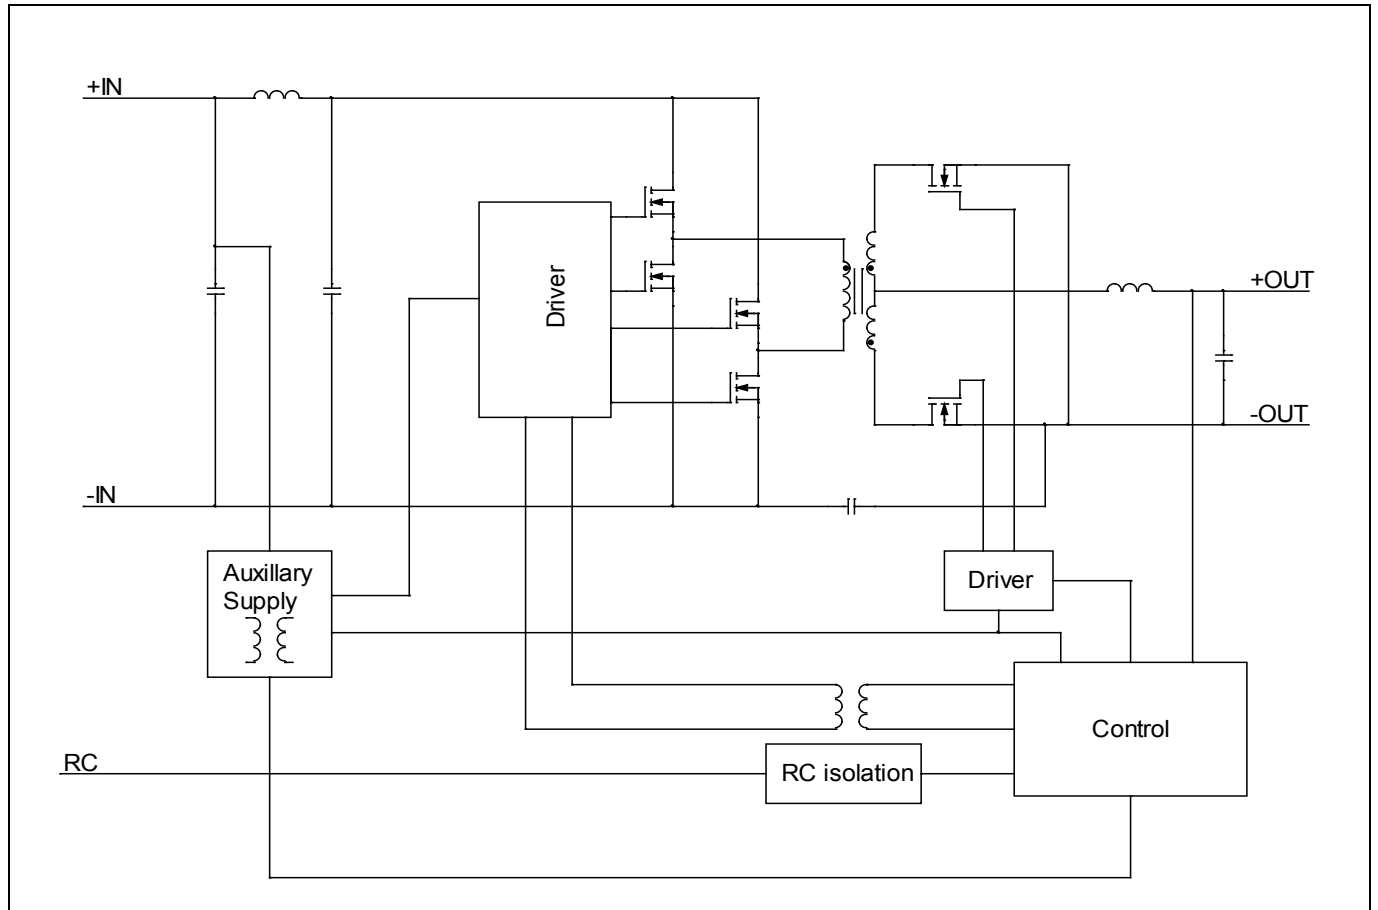 +IN
Driver
+OUT
-OUT
-IN
Auxillary
Supply
Driver
Control
RC
RC isolation